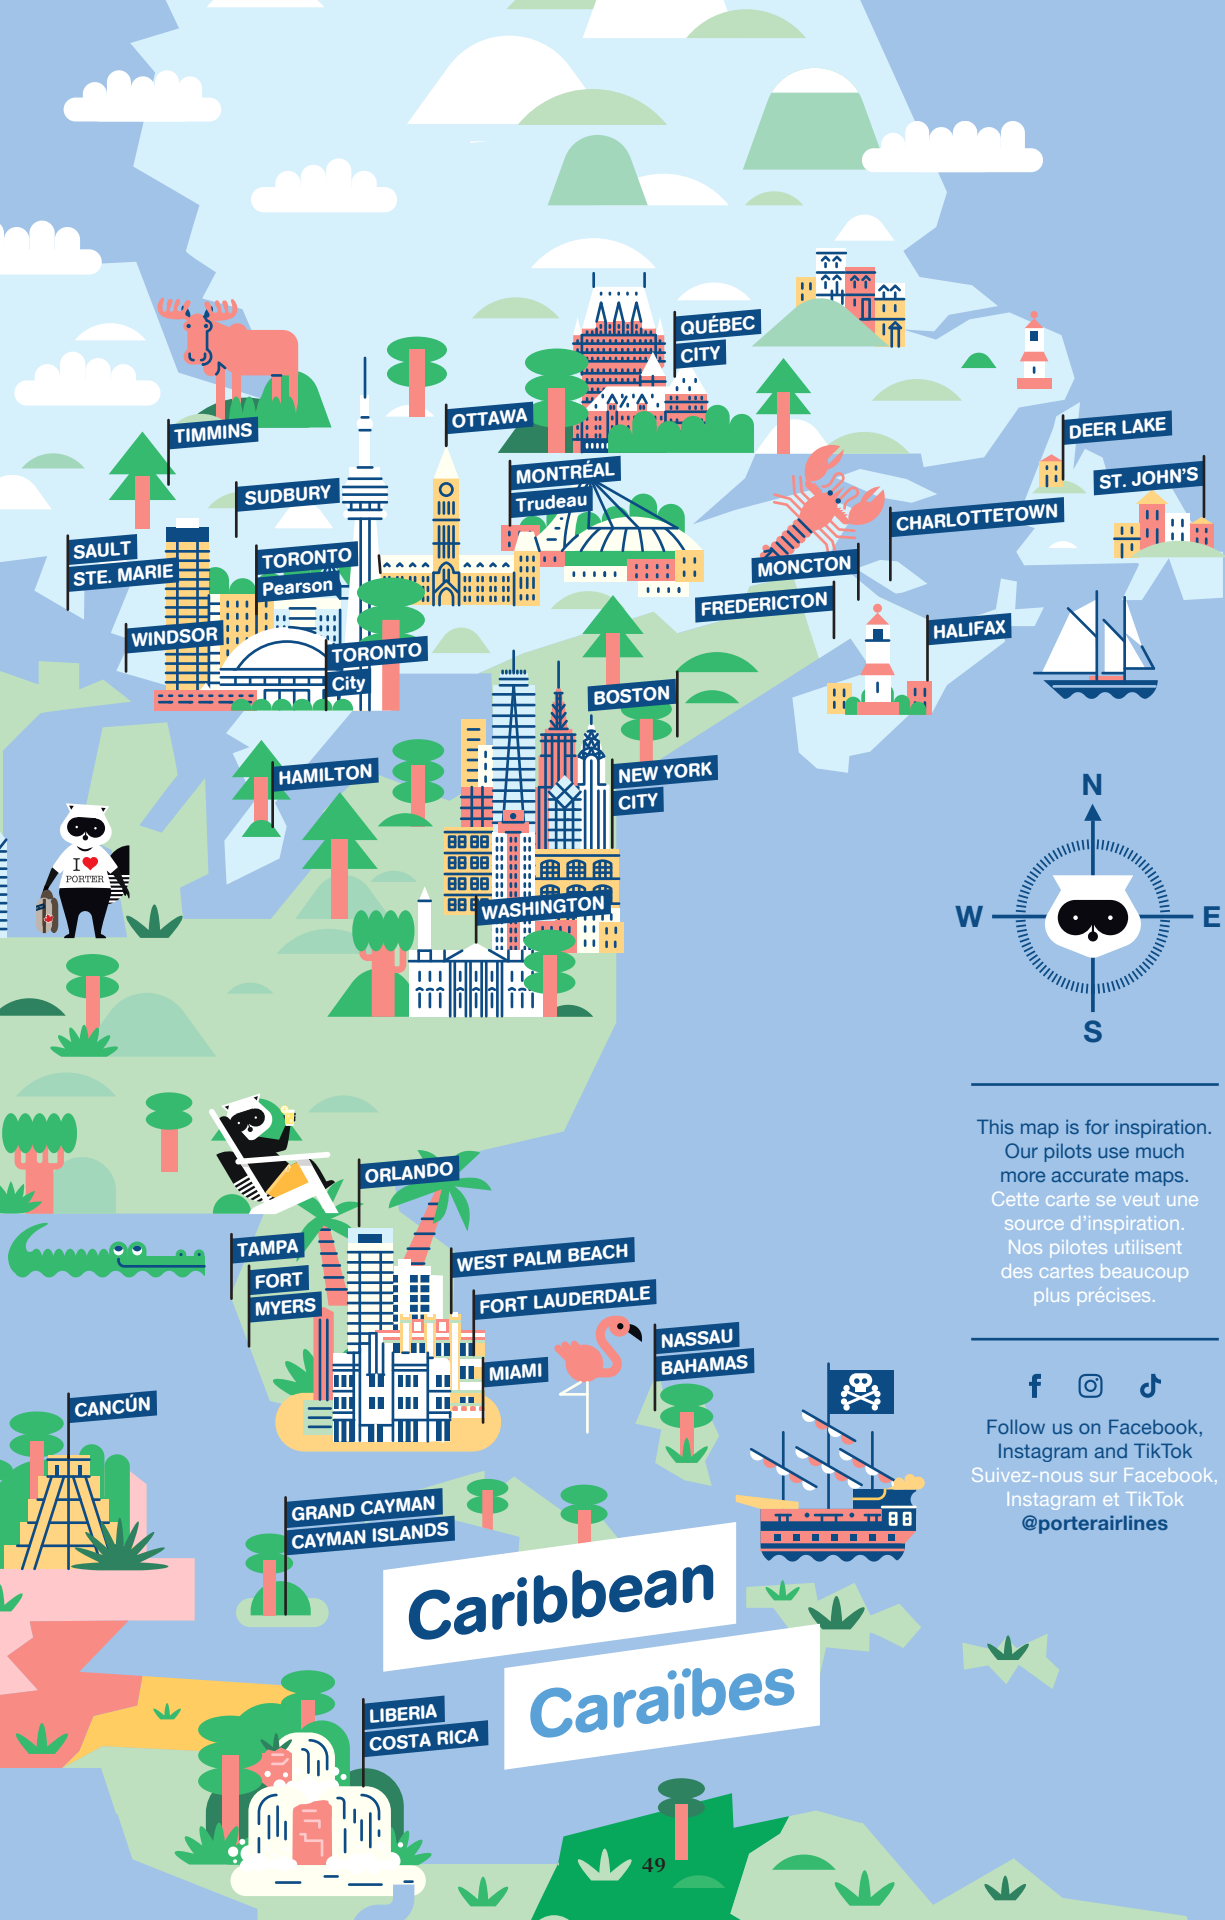 QUÉBEC
CITY
OTTAWA
TIMMINS
DEER LAKE
MONTRÉAL
Trudeau
SUDBURY
ST. JOHN'S
CHARLOTTETOWN
SAULT
STE. MARIE
TORONTO
Pearson
MONCTON
FREDERICTON
WINDSOR
HALIFAX
TORONTO
City
BOSTON
HAMILTON
NEW YORK
CITY
N
I
PORTER
WASHINGTON
W
E
S
This map is for inspiration.
Our pilots use much
more accurate maps.
Cette carte se veut une
source d'inspiration.
Nos pilotes utilisent
des cartes beaucoup
plus précises.
ORLANDO
TAMPA
WEST PALM BEACH
FORT
MYERS
FORT LAUDERDALE
NASSAU
BAHAMAS
MIAMI
CANCÚN
Follow us on Facebook,
Instagram and TikTok
Suivez-nous sur Facebook,
Instagram et TikTok
@porterairlines
GRAND CAYMAN
CAYMAN ISLANDS
Caribbean
Caraïbes
LIBERIA
COSTA RICA
49